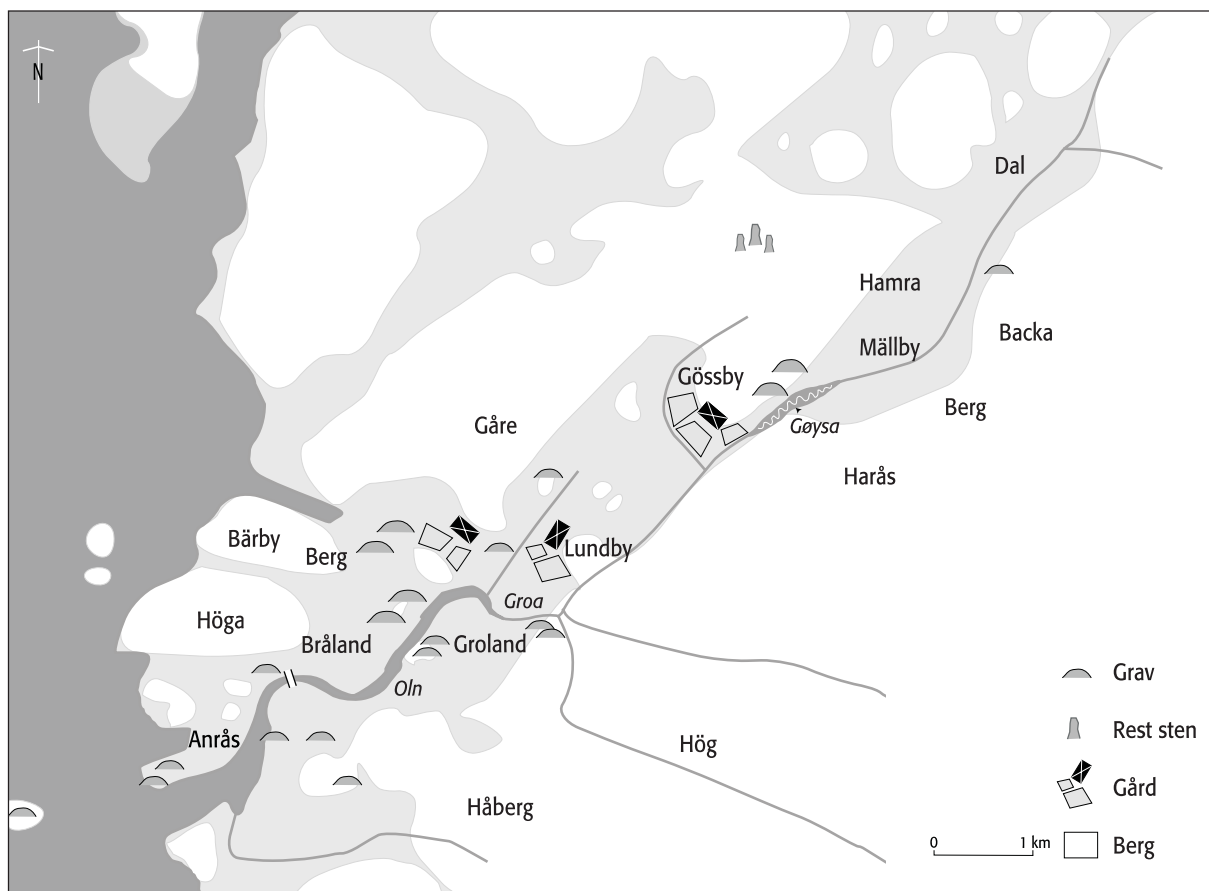 N
Dal
Hamra
Backa
Mällby
Gössby
Berg
Gåre
Gøysa
Harås
Bärby
Berg
Lundby
Höga
Groa
Bråland
Groland
Oln
Grav
Anrås
Hög
Rest sten
Gård
Håberg
0 1 km
Berg